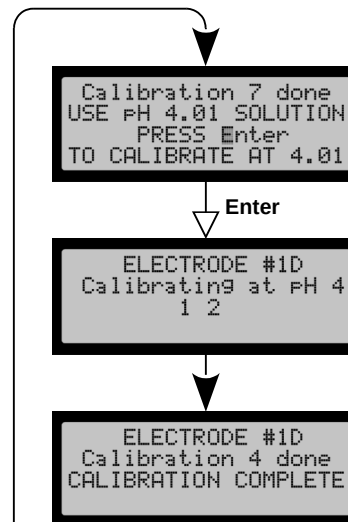 Calibration 7 done
USE pH 4.01 SOLUTION
PRESS Enter
TO CALIBRATE AT 4.01
Enter
ELECTRODE #1D
Calibrating at pH 4
1 2
ELECTRODE #1D
Calibration 4 done
CALIBRATION COMPLETE